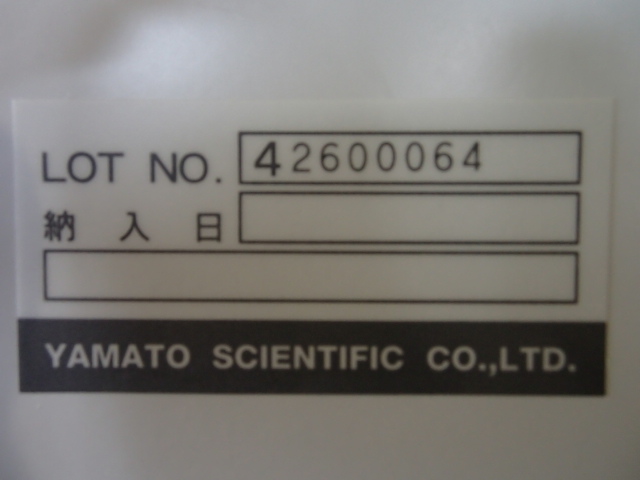 LOT NO. 42600064
納入日
YAMATO SCIENTIFIC CO.,LTD.